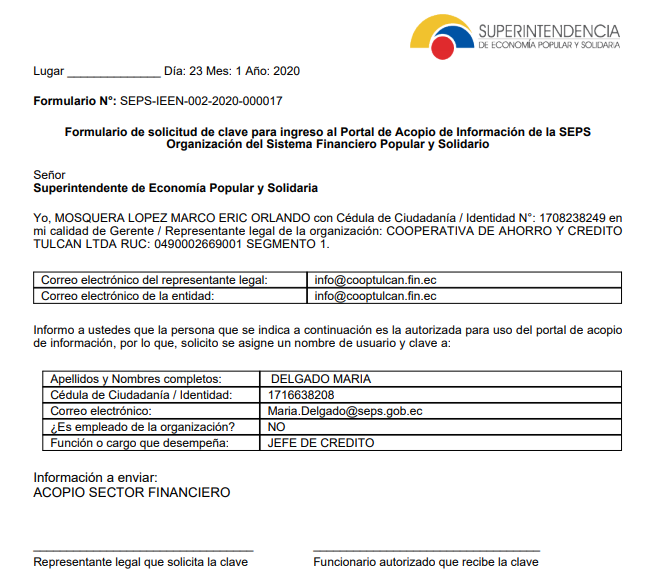 SUPERINTENDENCIA
DE ECONOMÍA POPULAR Y SOLIDARIA
Lugar ______________ Día: 23 Mes: 1 Año: 2020
Formulario N°: SEPS-IEEN-002-2020-000017
Formulario de solicitud de clave para ingreso al Portal de Acopio de Información de la SEPS
Organización del Sistema Financiero Popular y Solidario
Señor
Superintendente de Economía Popular y Solidaria
Yo, MOSQUERA LOPEZ MARCO ERIC ORLANDO con Cédula de Ciudadanía / Identidad N°: 1708238249 en
mi calidad de Gerente / Representante legal de la organización: COOPERATIVA DE AHORRO Y CREDITO
TULCAN LTDA RUC: 0490002669001 SEGMENTO 1.
Correo electrónico del representante legal: info@cooptulcan.fin.ec
Correo electrónico de la entidad: info@cooptulcan.fin.ec
Informo a ustedes que la persona que se indica a continuación es la autorizada para uso del portal de acopio
de información, por lo que, solicito se asigne un nombre de usuario y clave a:
Apellidos y Nombres completos: DELGADO MARIA
Cédula de Ciudadanía / Identidad: 1716638208
Correo electrónico: Maria.Delgado@seps.gob.ec
¿Es empleado de la organización? NO
Función o cargo que desempeña: JEFE DE CREDITO
Información a enviar:
ACOPIO SECTOR FINANCIERO
Representante legal que solicita la clave Funcionario autorizado que recibe la clave